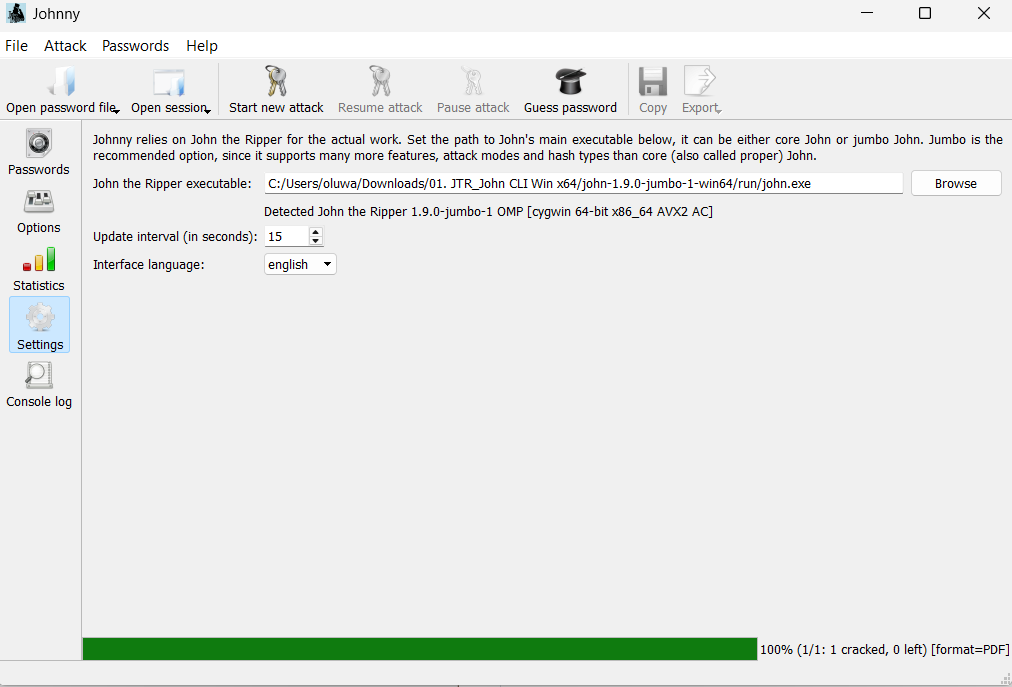 Johnny
File Attack Passwords Help
Open password file Open session Start new attack Resume attack Pause attack Guess password Copy Export
Passwords
Options
Statistics
Settings
Console log
Johnny relies on John the Ripper for the actual work. Set the path to John's main executable below, it can be either core John or jumbo John. Jumbo is the
recommended option, since it supports many more features, attack modes and hash types than core (also called proper) John.
John the Ripper executable: C:/Users/oluwa/Downloads/01. JTR_John CLI Win x64/john-1.9.0-jumbo-1-win64/run/john.exe Browse
Detected John the Ripper 1.9.0-jumbo-1 OMP [cygwin 64-bit x86_64 AVX2 AC]
Update interval (in seconds): 15
Interface language: english
100% (1/1: 1 cracked, 0 left) [format=PDF]